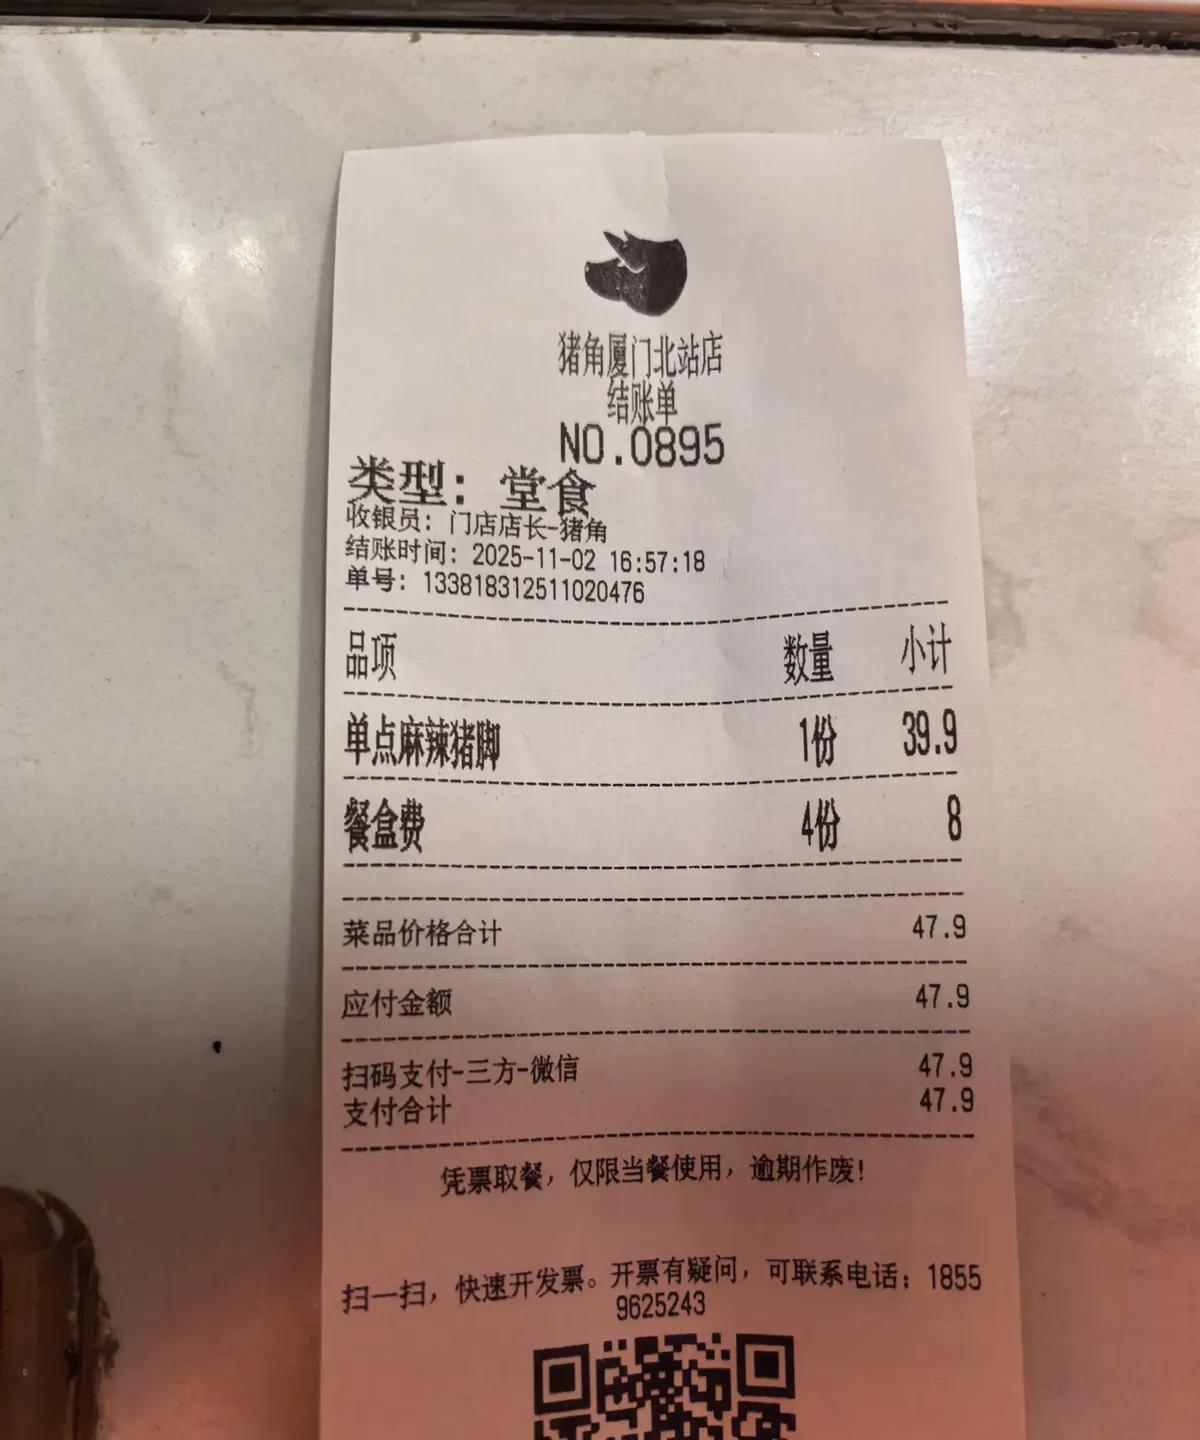 猪角厦门北站店
结账单
NO.0895
类型：堂食
收银员：门店店长-猪角
结账时间：2025-11-02 16:57:18
单号：133818312511020476
品项 数量 小计
单点麻辣猪脚 1份 39.9
餐盒费 4份 8
菜品价格合计 47.9
应付金额 47.9
扫码支付-三方-微信 47.9
支付合计 47.9
凭票取餐，仅限当餐使用，逾期作废！
扫一扫，快速开发票。开票有疑问，可联系电话：1855
9625243